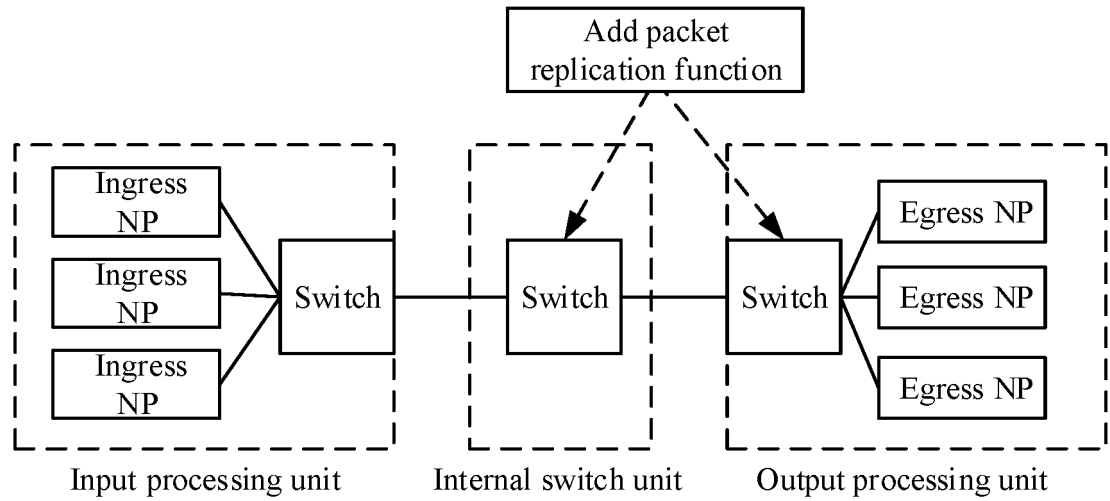 Add packet
replication function
Ingress
NP
Ingress
NP
Ingress
NP
Switch
Switch
Switch
Egress NP
Egress NP
Egress NP
Input processing unit
Internal switch unit
Output processing unit